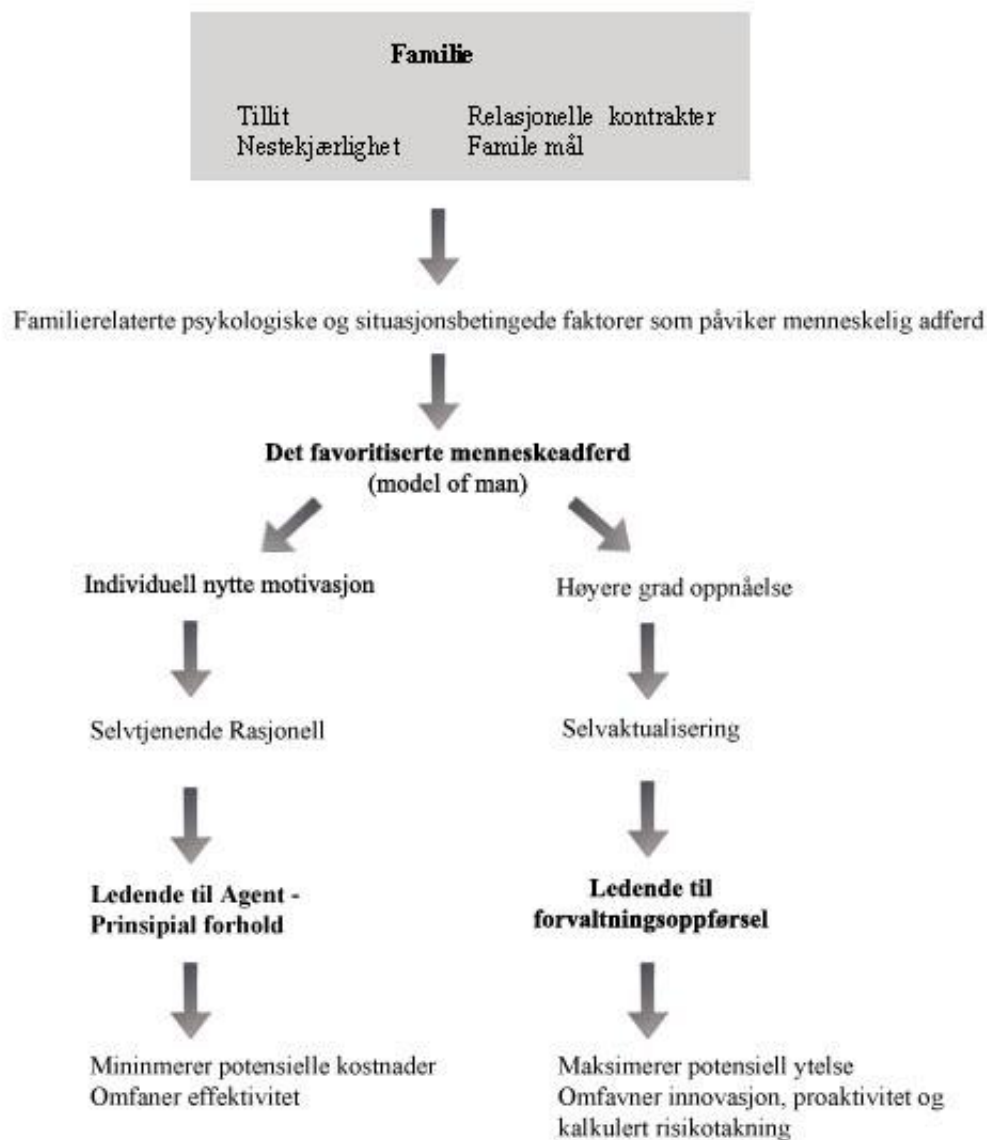 Familie
Tillit Relasjonelle kontrakter
Nestekjærlighet Famile mål
Familierelaterte psykologiske og situasjonsbetingede faktorer som påviker menneskelig adferd
Det favoritiserte menneskeadferd
(model of man)
Individuell nytte motivasjon
Høyere grad oppnåelse
Selvtjenende Rasjonell
Selvaktualisering
Ledende til Agent -
Prinsipial forhold
Ledende til
forvaltningsoppførsel
Mininmerer potensielle kostnader
Omfaner effektivitet
Maksimerer potensiell ytelse
Omfavner innovasjon, proaktivitet og
kalkulert risikotakning